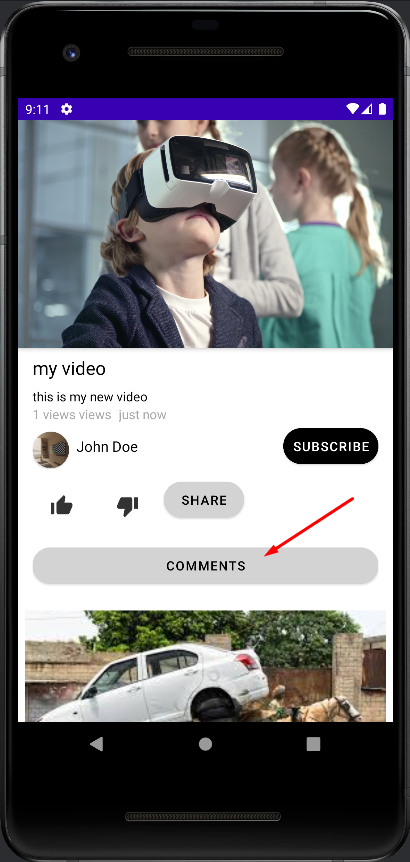 9:11
my video
this is my new video
1 views views just now
John Doe
SUBSCRIBE
SHARE
COMMENTS